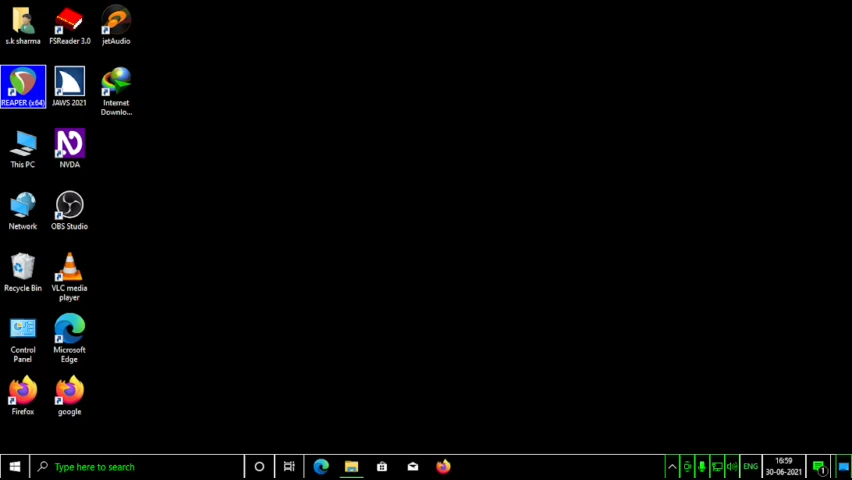 s.k sharma
FSReader 3.0
jetAudio
REAPER (x64)
JAWS 2021
Internet
Downlo...
This PC
NVDA
Network
OBS Studio
Recycle Bin
VLC media
player
Control
Panel
Microsoft
Edge
Firefox
google
Type here to search
ENG
16:59
30-06-2021
1